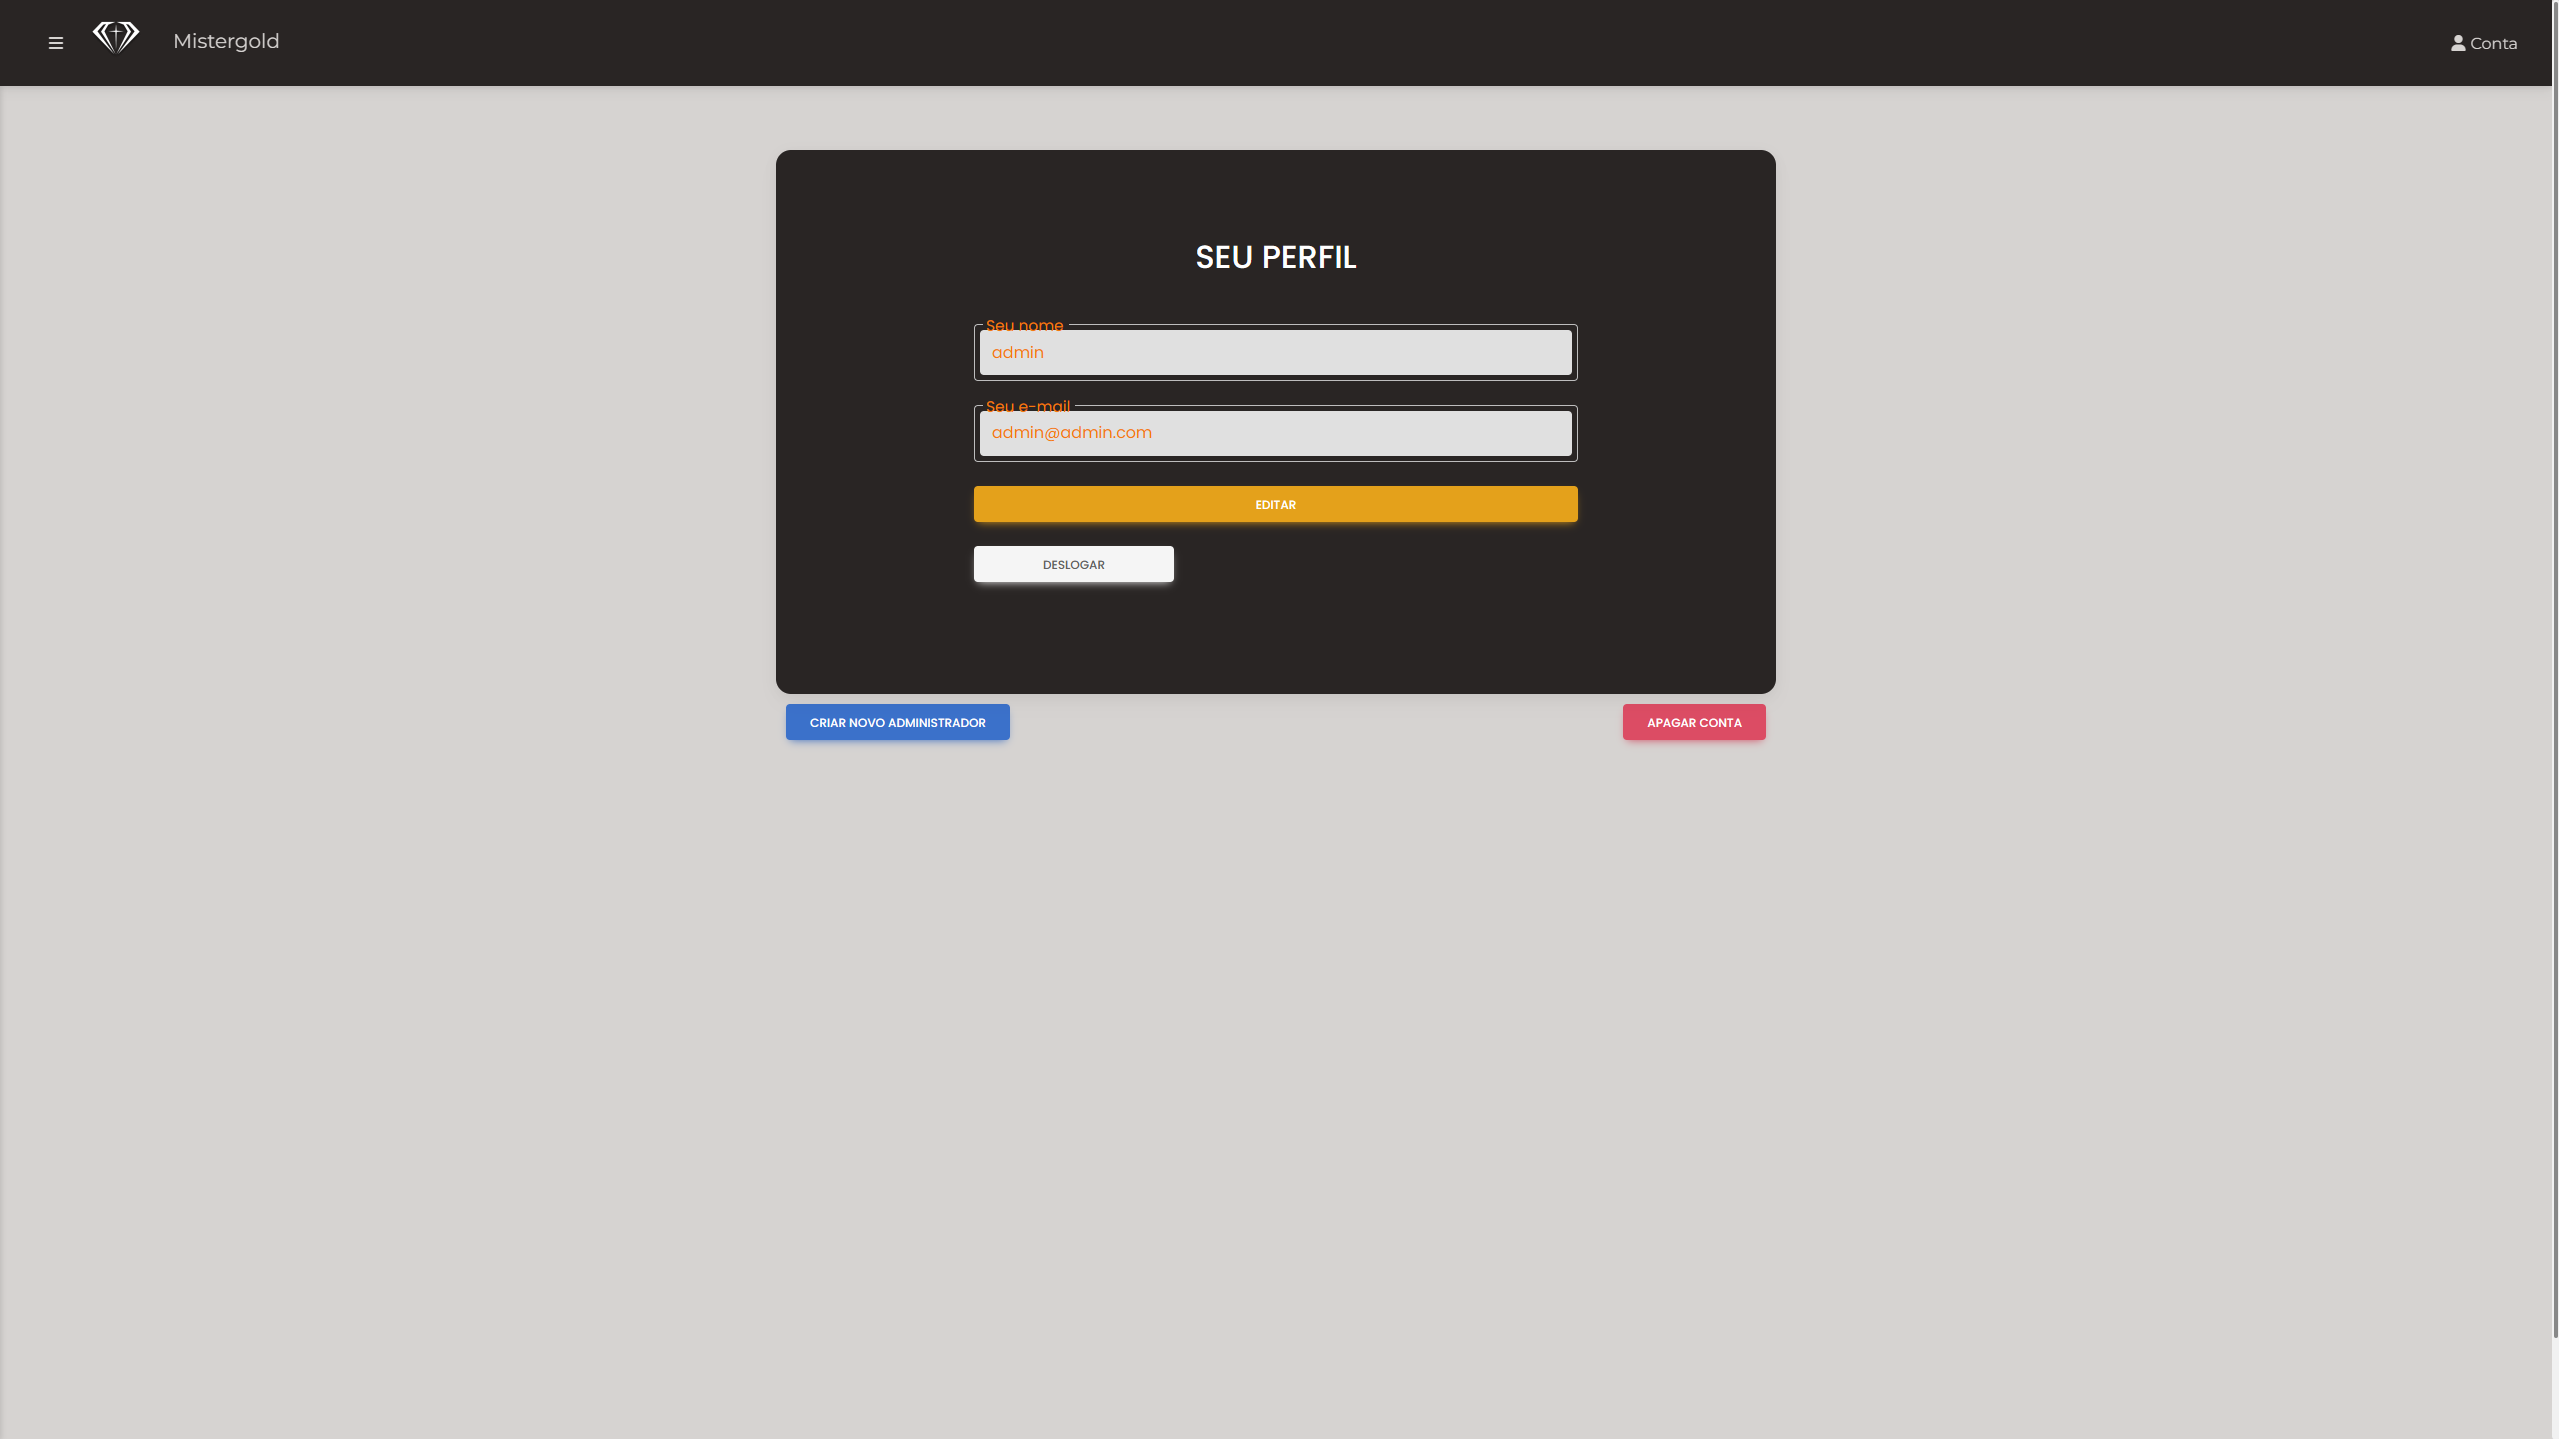 Mistergold
Conta
SEU PERFIL
Seu nome
admin
Seu e-mail
admin@admin.com
EDITAR
DESLOGAR
CRIAR NOVO ADMINISTRADOR
APAGAR CONTA